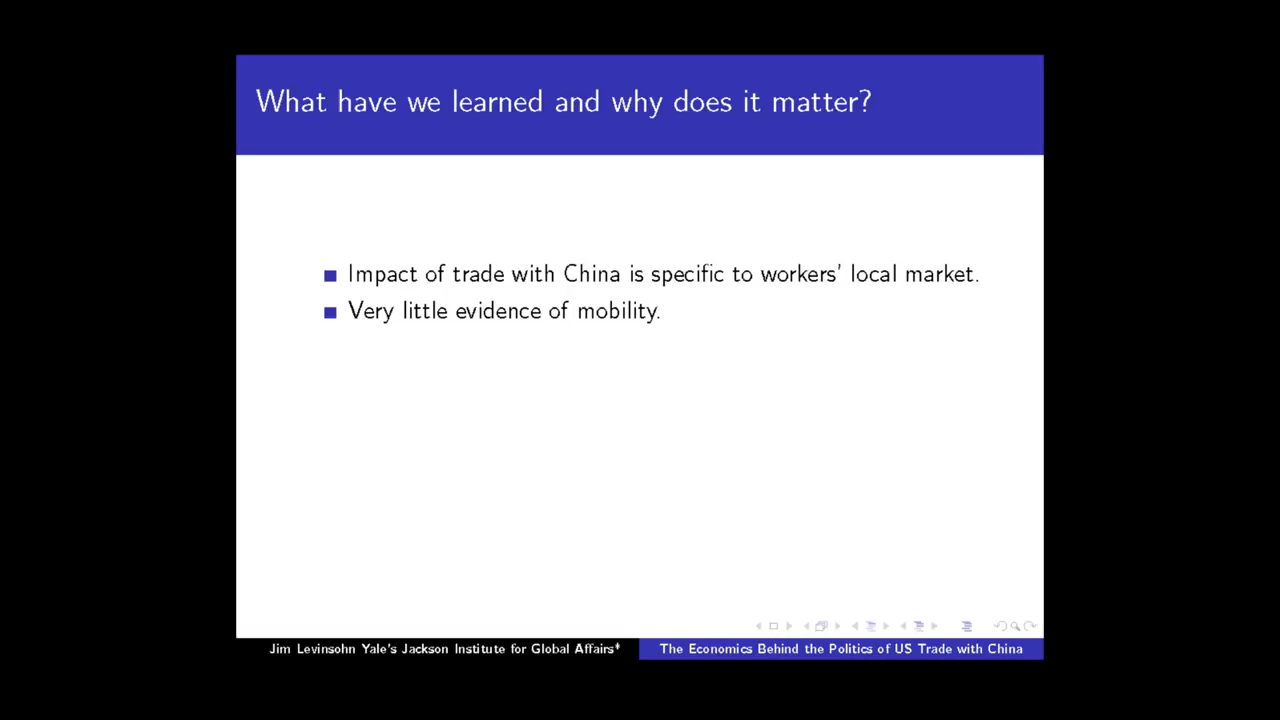 What have we learned and why does it matter?
Impact of trade with China is specific to workers' local market.
Very little evidence of mobility.
Jim Levinsohn Yale's Jackson Institute for Global Affairs*
The Economics Behind the Politics of US Trade with China